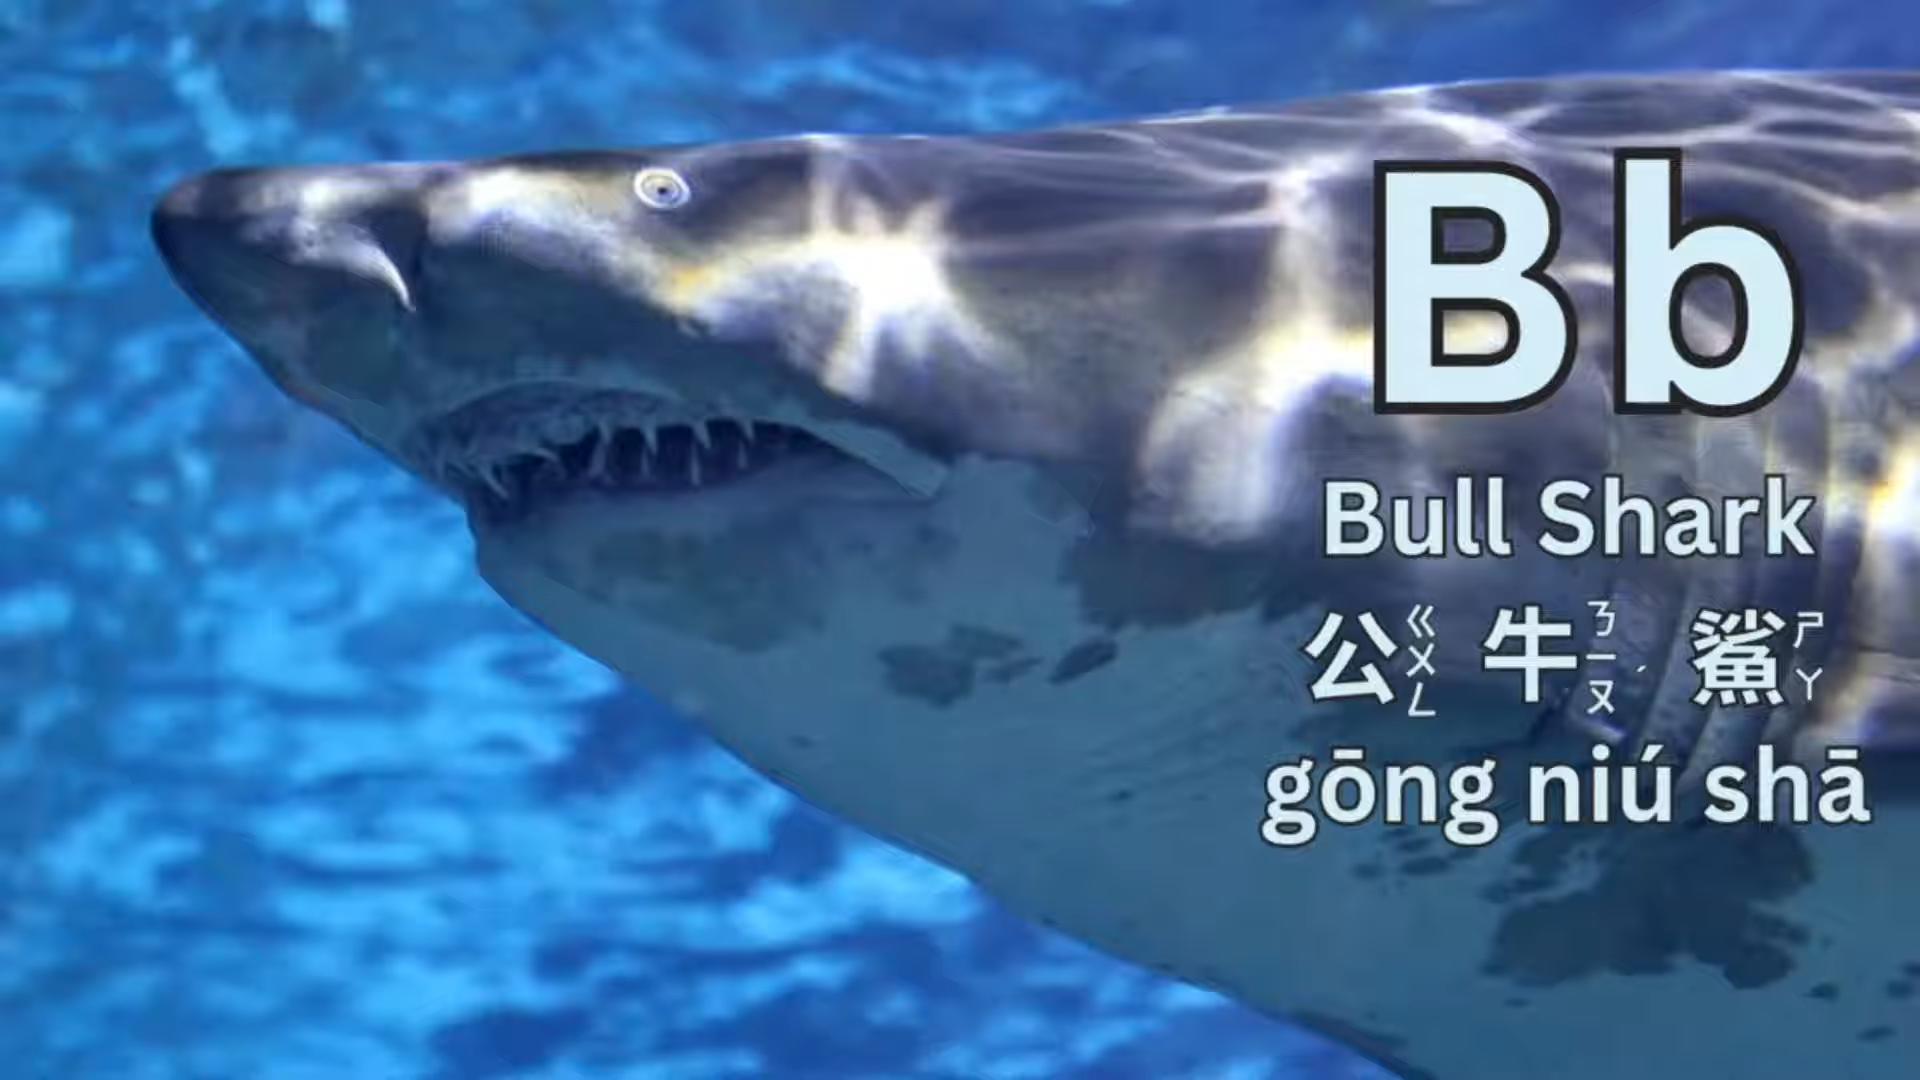 Bb
Bull Shark
公ㄍㄨㄥ 牛ㄋㄧㄡˊ 鯊ㄕㄚ
gōng niú shā